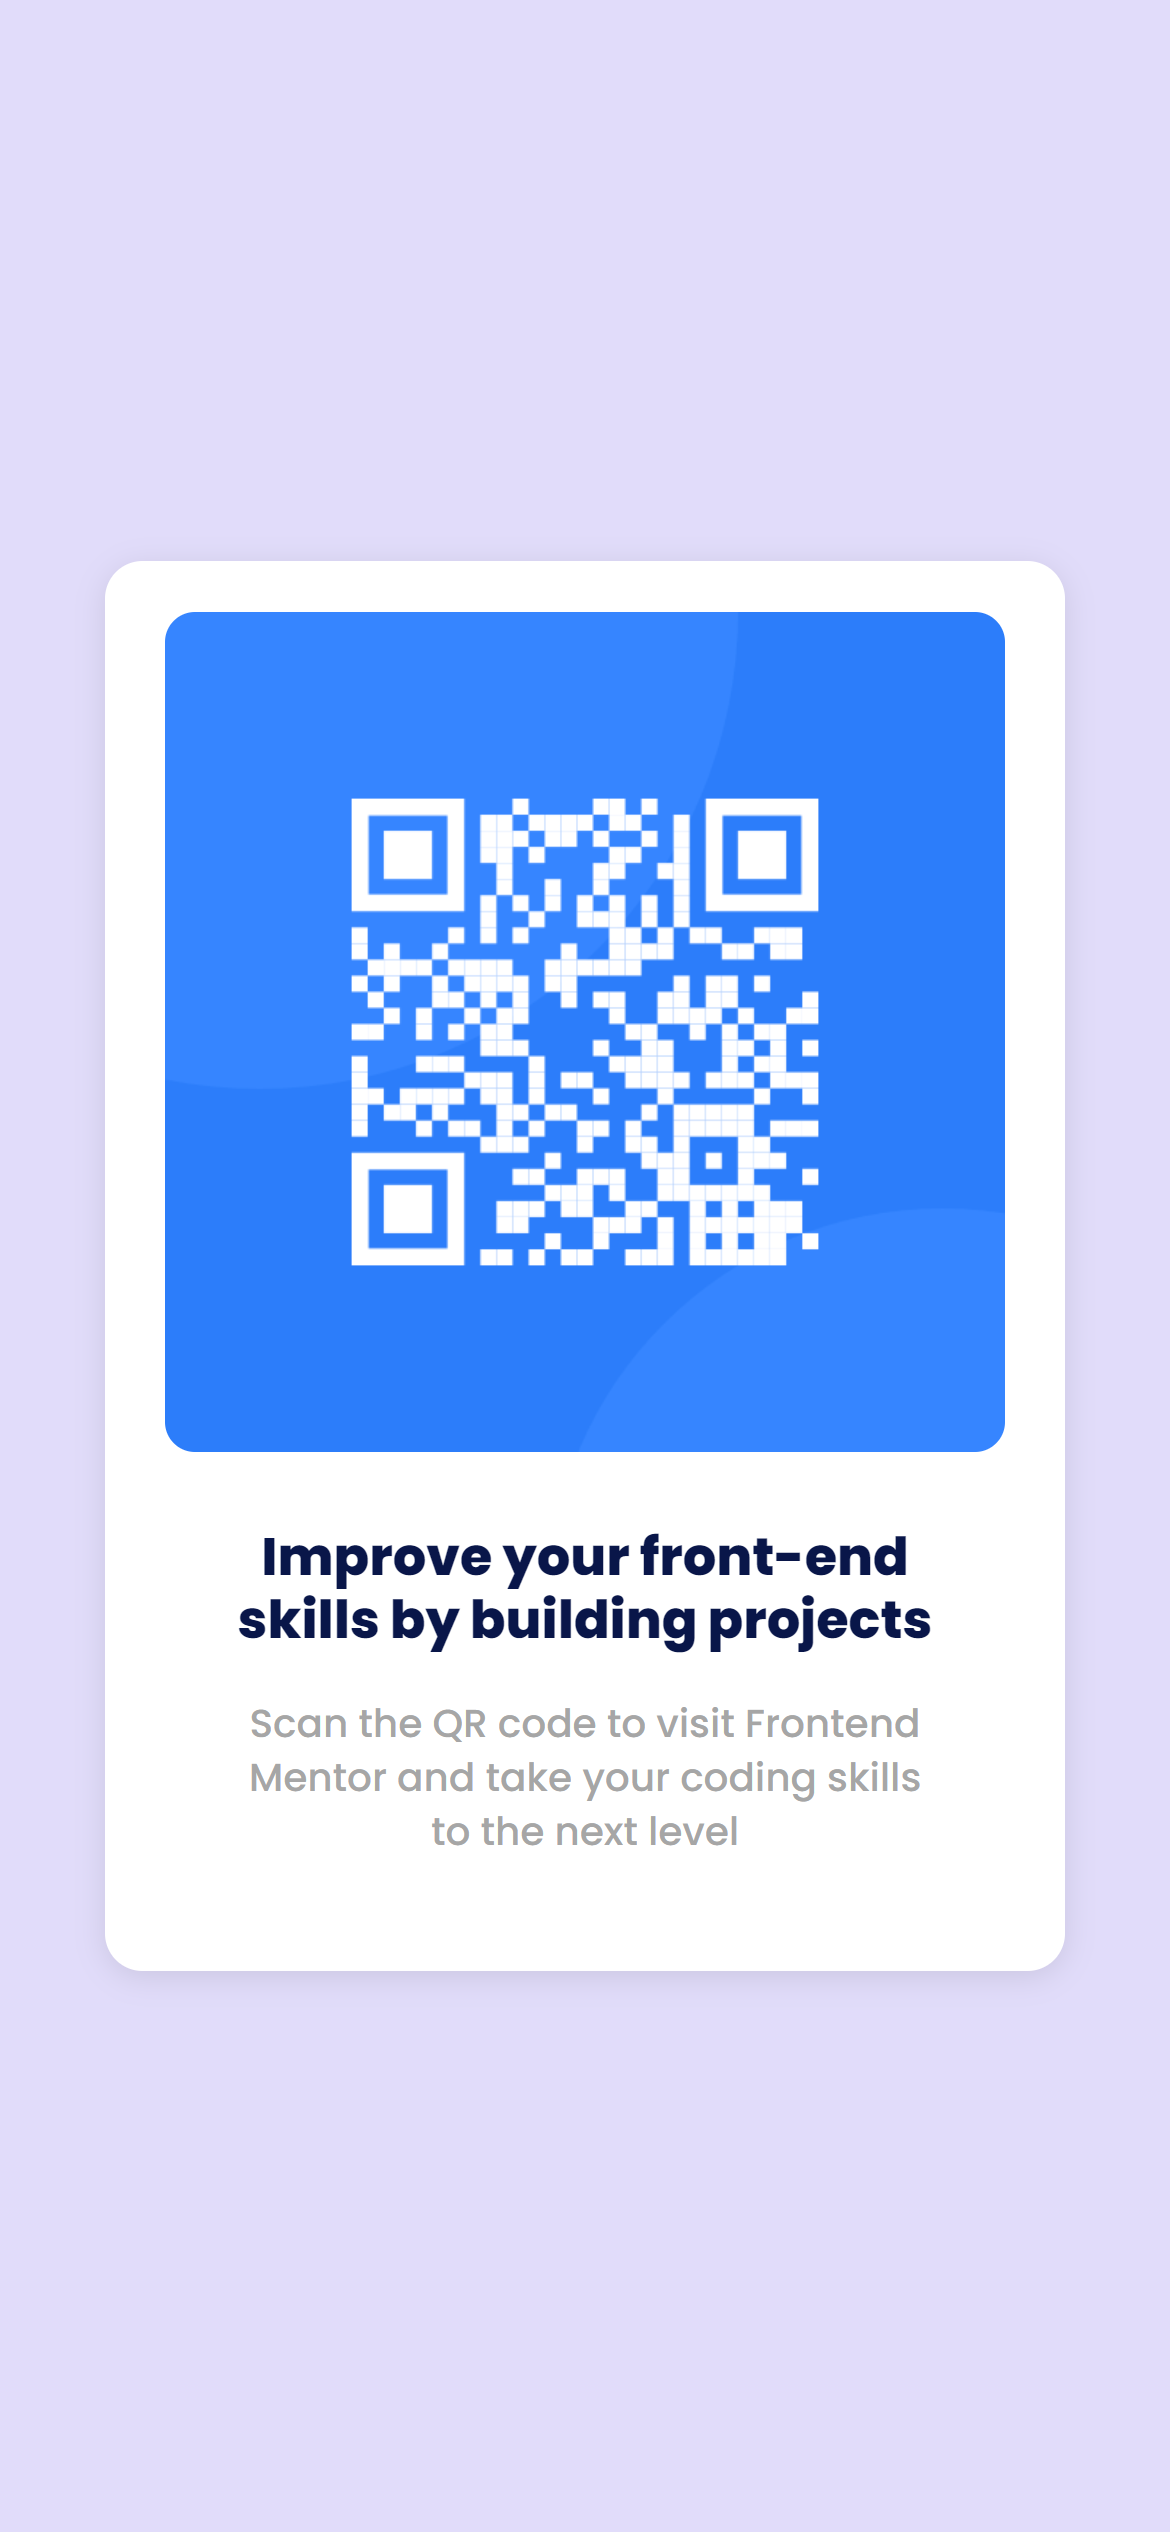 Improve your front-end
skills by building projects
Scan the QR code to visit Frontend
Mentor and take your coding skills
to the next level